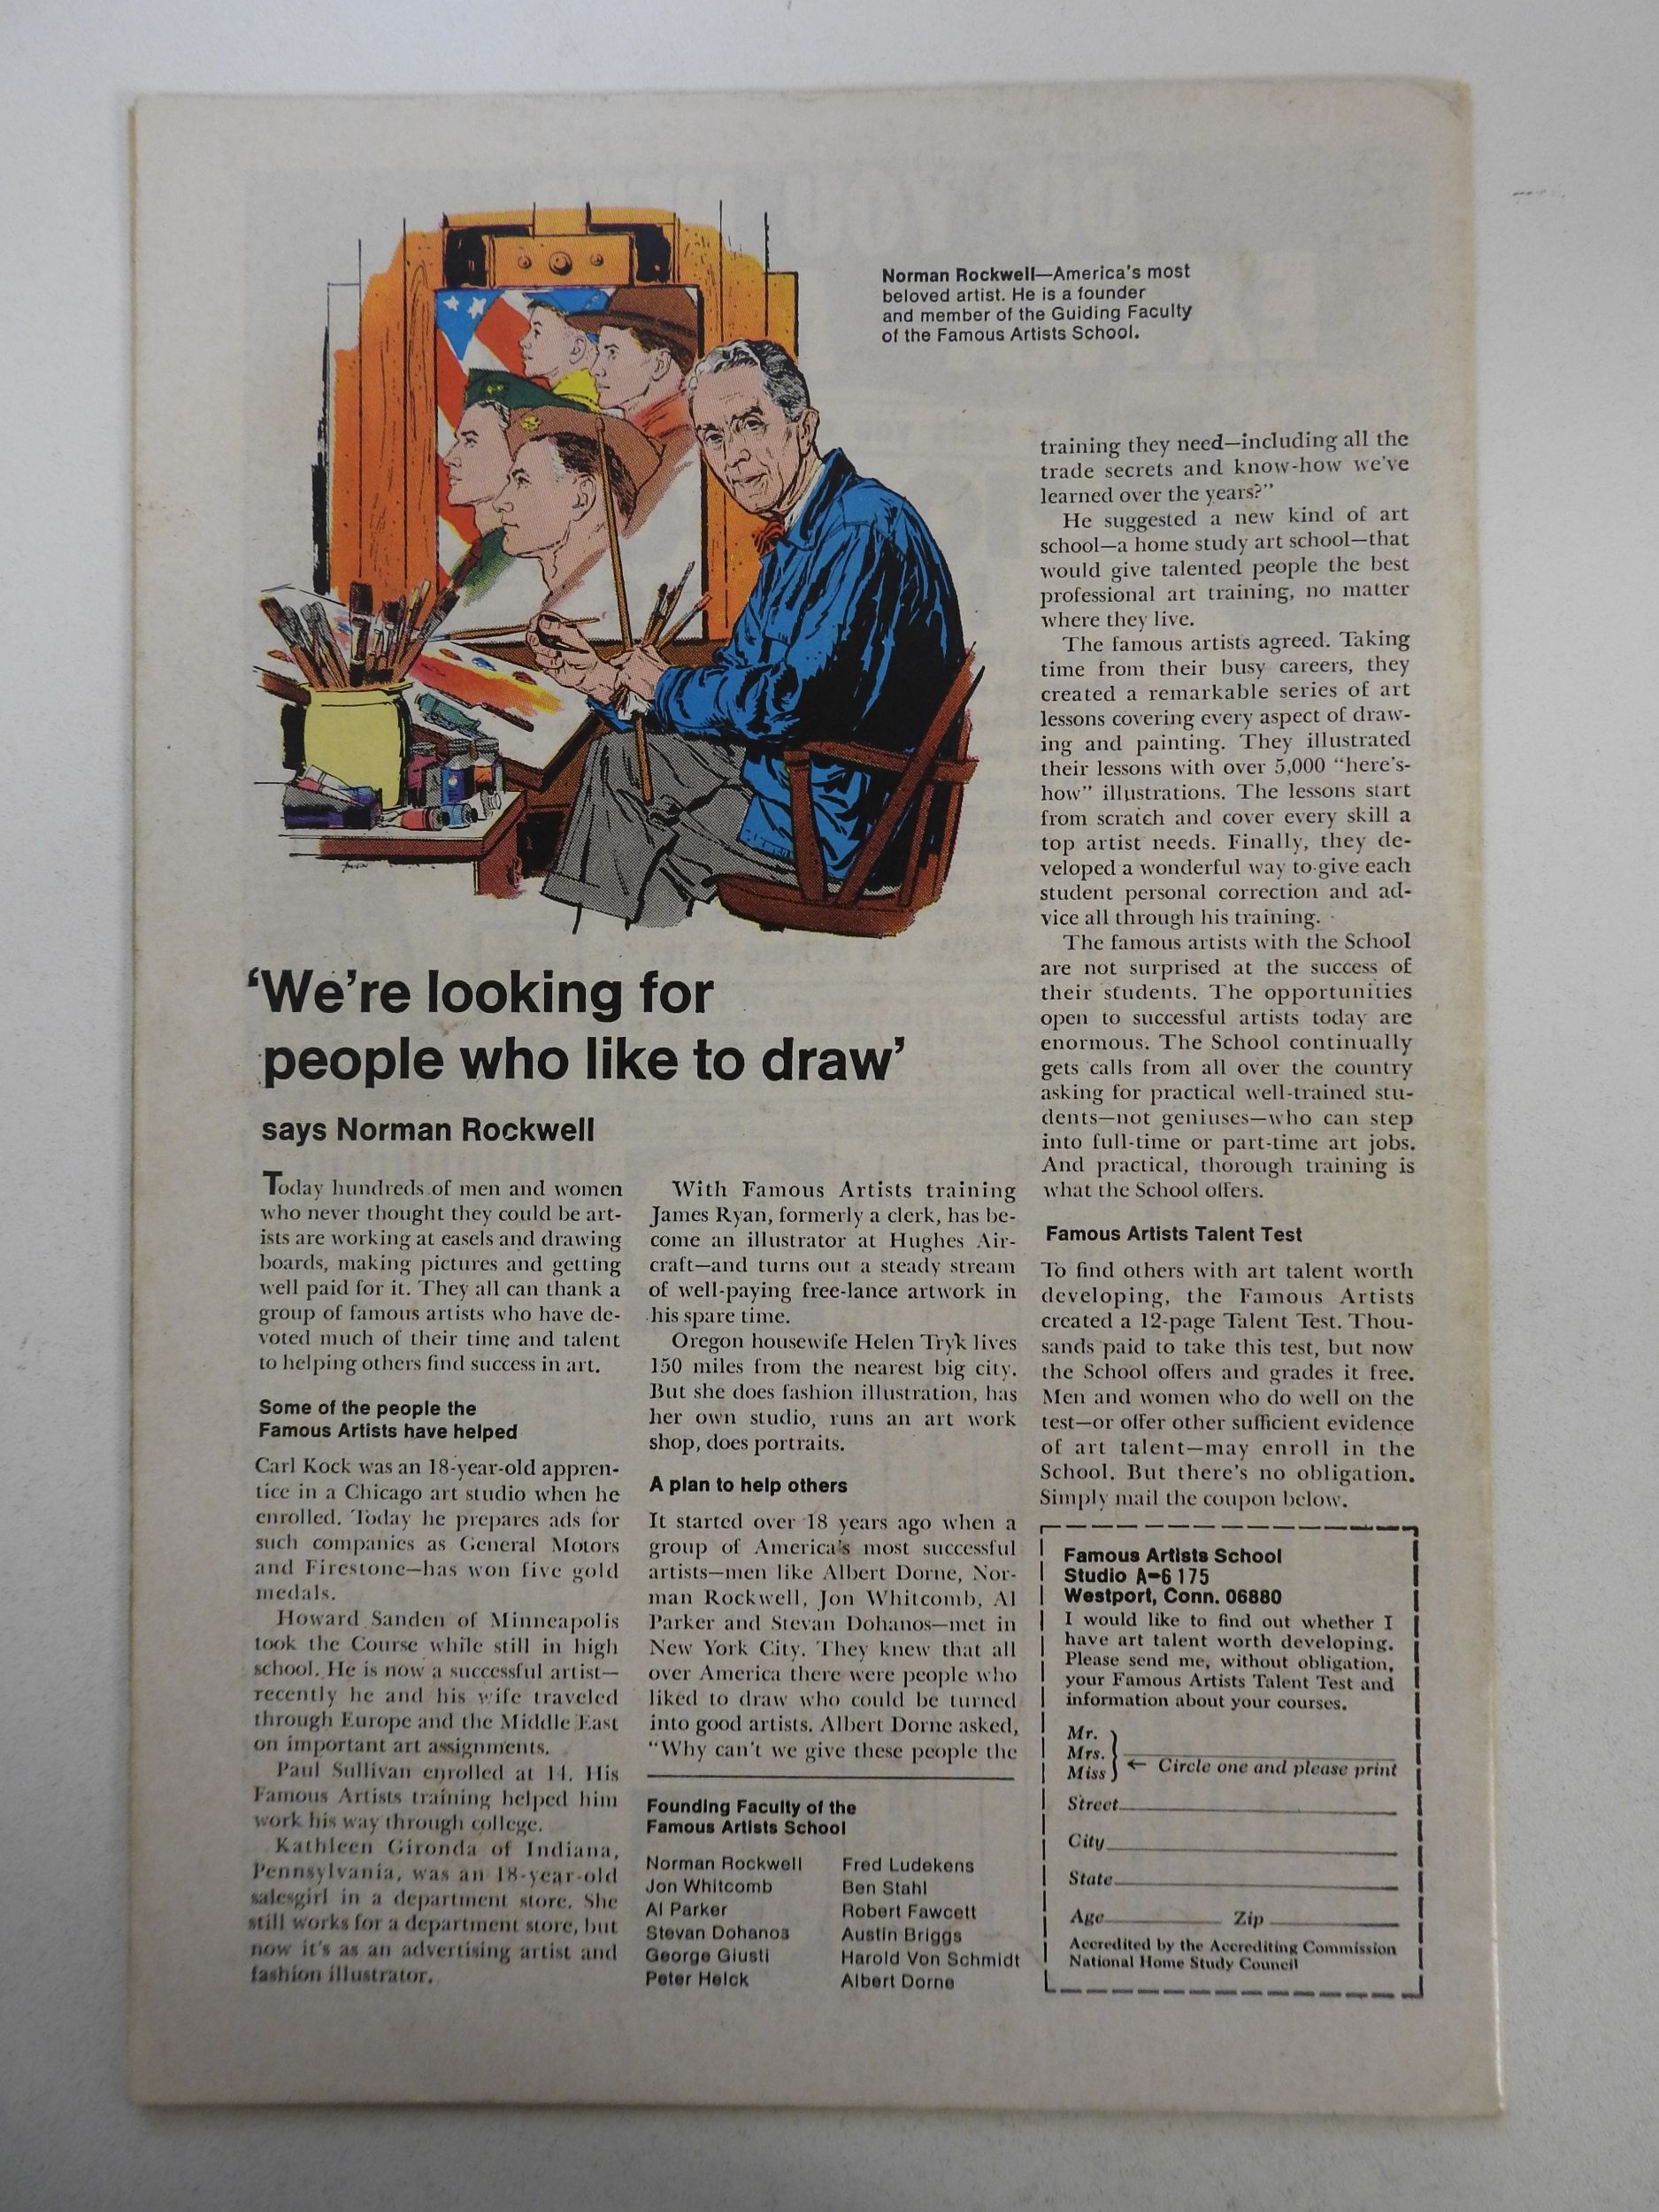 Norman Rockwell—America's most
beloved artist. He is a founder
and member of the Guiding Faculty
of the Famous Artists School.
'We're looking for
people who like to draw'
says Norman Rockwell
Today hundreds of men and women
who never thought they could be art-
ists are working at easels and drawing
boards, making pictures and getting
well paid for it. They all can thank a
group of famous artists who have de-
voted much of their time and talent
to helping others find success in art.
Some of the people the
Famous Artists have helped
Carl Kock was an 18-year-old appren-
tice in a Chicago art studio when he
enrolled. Today he prepares ads for
such companies as General Motors
and Firestone—has won five gold
medals.
Howard Sanden of Minneapolis
took the Course while still in high
school. He is now a successful artist—
recently he and his wife traveled
through Europe and the Middle East
on important art assignments.
Paul Sullivan enrolled at 14. His
Famous Artists training helped him
work his way through college.
Kathleen Gironda of Indiana,
Pennsylvania, was an 18-year-old
salesgirl in a department store. She
still works for a department store, but
now it's as an advertising artist and
fashion illustrator.
With Famous Artists training
James Ryan, formerly a clerk, has be-
come an illustrator at Hughes Air-
craft—and turns out a steady stream
of well-paying free-lance artwork in
his spare time.
Oregon housewife Helen Tryk lives
150 miles from the nearest big city.
But she does fashion illustration, has
her own studio, runs an art work
shop, does portraits.
A plan to help others
It started over 18 years ago when a
group of America's most successful
artists—men like Albert Dorne, Nor-
man Rockwell, Jon Whitcomb, Al
Parker and Stevan Dohanos—met in
New York City. They knew that all
over America there were people who
liked to draw who could be turned
into good artists. Albert Dorne asked,
"Why can't we give these people the
Founding Faculty of the
Famous Artists School
Norman Rockwell
Jon Whitcomb
Al Parker
Stevan Dohanos
George Giusti
Peter Helck
Fred Ludekens
Ben Stahl
Robert Fawcett
Austin Briggs
Harold Von Schmidt
Albert Dorne
training they need—including all the
trade secrets and know-how we've
learned over the years?"
He suggested a new kind of art
school—a home study art school—that
would give talented people the best
professional art training, no matter
where they live.
The famous artists agreed. Taking
time from their busy careers, they
created a remarkable series of art
lessons covering every aspect of draw-
ing and painting. They illustrated
their lessons with over 5,000 "here's-
how" illustrations. The lessons start
from scratch and cover every skill a
top artist needs. Finally, they de-
veloped a wonderful way to give each
student personal correction and ad-
vice all through his training.
The famous artists with the School
are not surprised at the success of
their students. The opportunities
open to successful artists today are
enormous. The School continually
gets calls from all over the country
asking for practical well-trained stu-
dents—not geniuses—who can step
into full-time or part-time art jobs.
And practical, thorough training is
what the School offers.
Famous Artists Talent Test
To find others with art talent worth
developing, the Famous Artists
created a 12-page Talent Test. Thou-
sands paid to take this test, but now
the School offers and grades it free.
Men and women who do well on the
test—or offer other sufficient evidence
of art talent—may enroll in the
School. But there's no obligation.
Simply mail the coupon below.
Famous Artists School
Studio A-6175
Westport, Conn. 06880
I would like to find out whether I
have art talent worth developing.
Please send me, without obligation,
your Famous Artists Talent Test and
information about your courses.
Mr.
Mrs.
Miss
← Circle one and please print
Street
City
State
Age Zip
Accredited by the Accrediting Commission
National Home Study Council